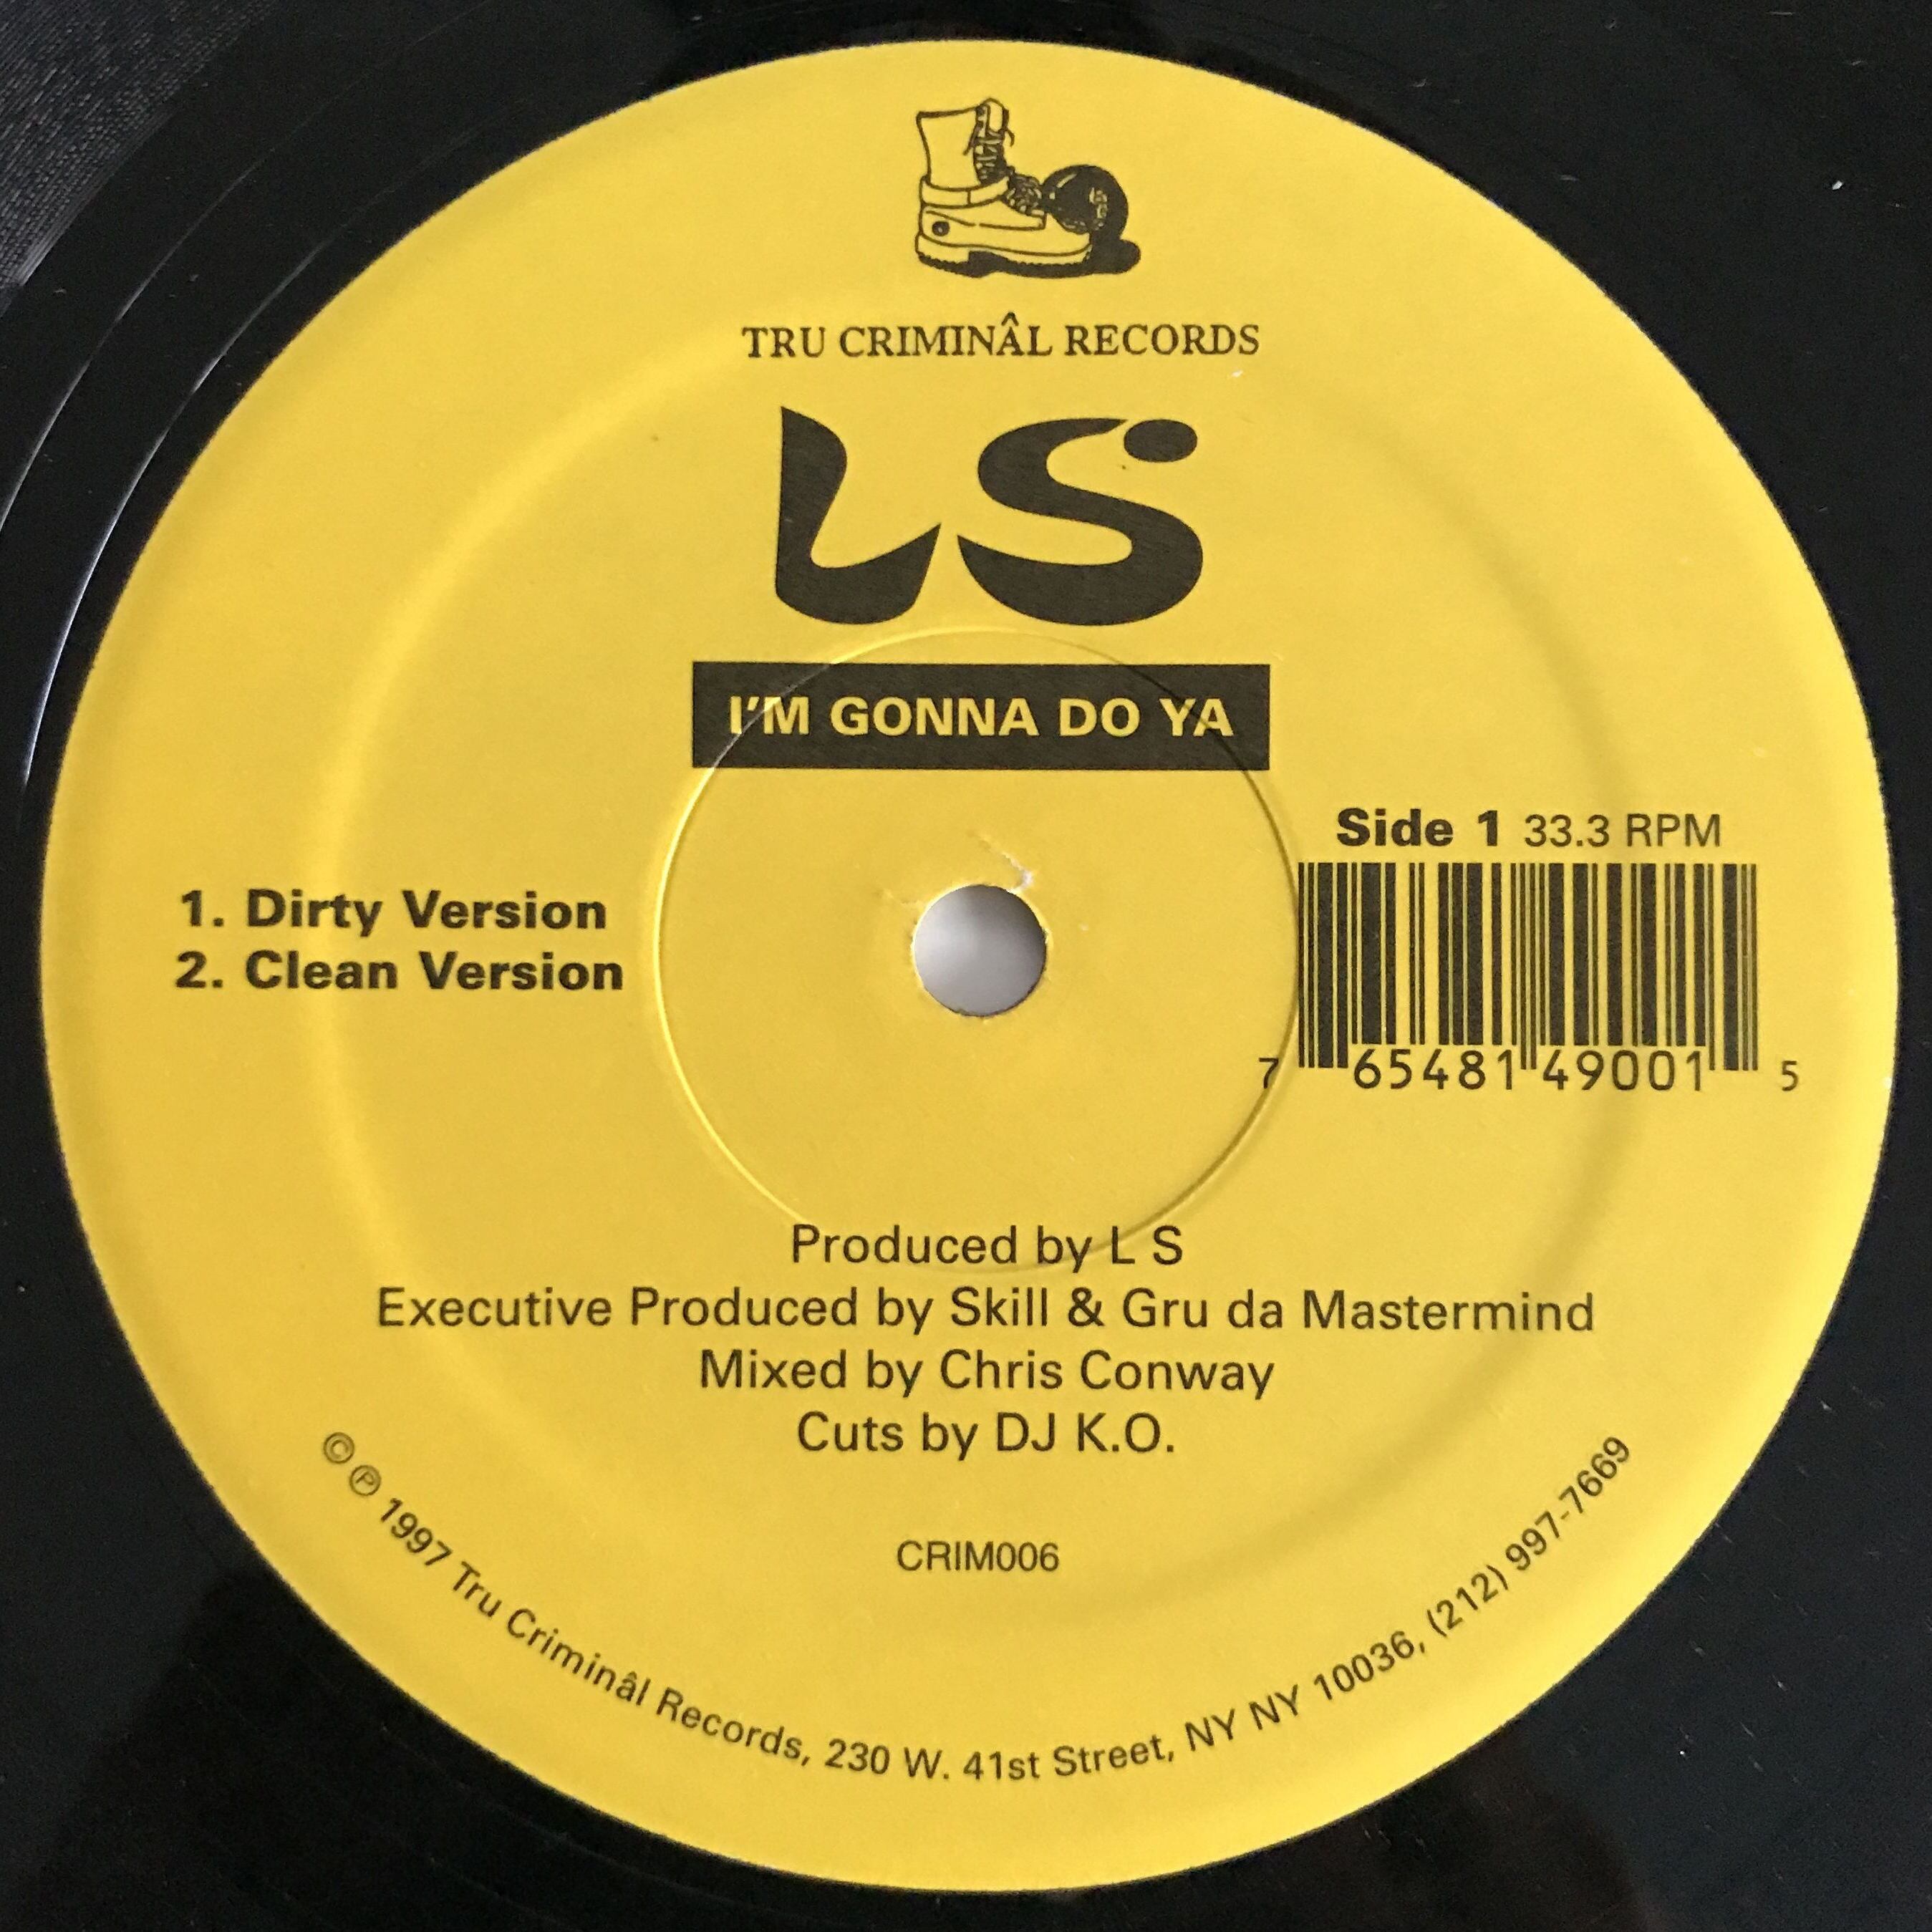 TRU CRIMINÂL RECORDS
LS
I'M GONNA DO YA
Side 1 33.3 RPM
1. Dirty Version
2. Clean Version
7 65481 49001 5
Produced by L S
Executive Produced by Skill & Gru da Mastermind
Mixed by Chris Conway
Cuts by DJ K.O.
CRIM006
©℗ 1997 Tru Criminâl Records, 230 W. 41st Street, NY NY 10036, (212) 997-7669